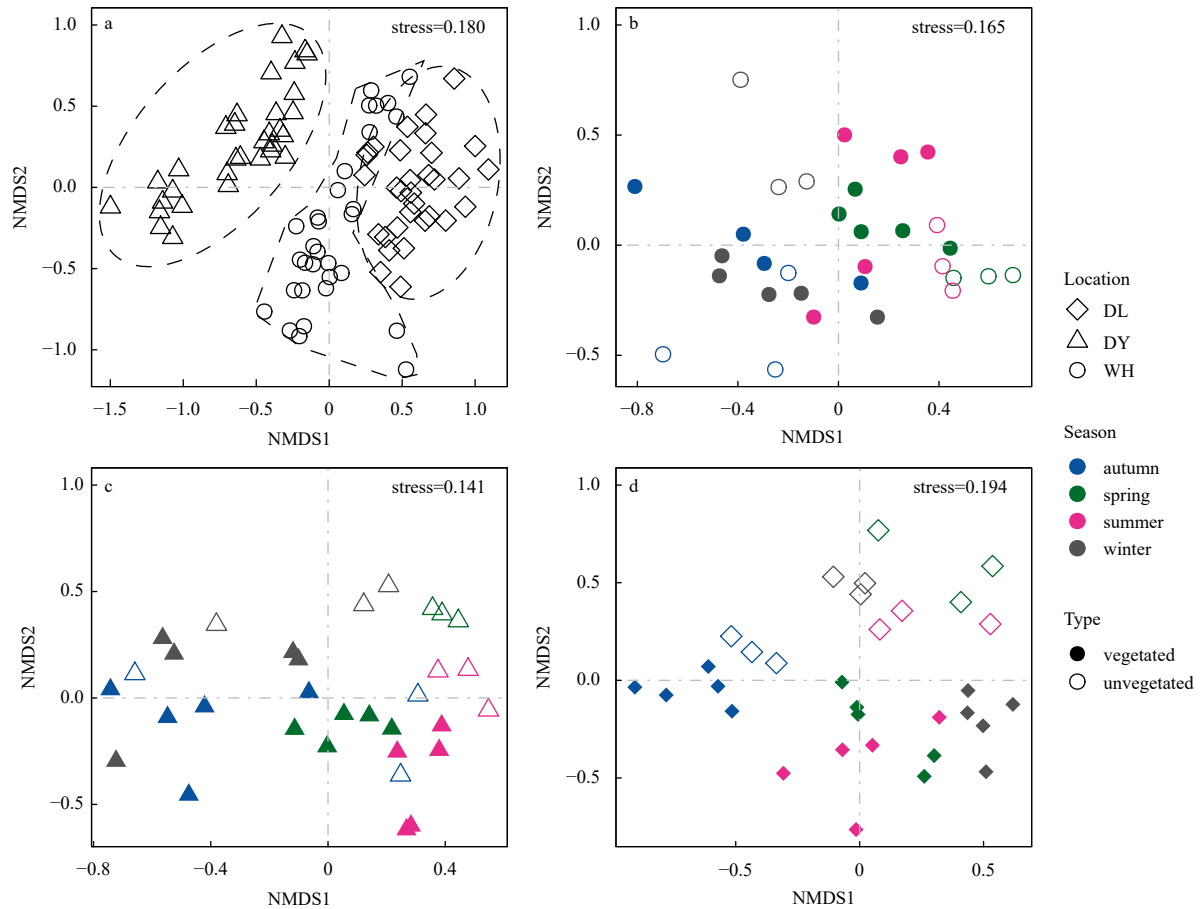 a
stress=0.180
1.0
0.5
0.0
−0.5
−1.0
NMDS2
−1.5
−1.0
−0.5
0
0.5
1.0
NMDS1
b
stress=0.165
1.0
0.5
0.0
−0.5
NMDS2
−0.8
−0.4
0
0.4
NMDS1
Location
DL
DY
WH
Season
autumn
spring
summer
winter
Type
vegetated
unvegetated
c
stress=0.141
1.0
0.5
0.0
−0.5
NMDS2
−0.8
−0.4
0
0.4
NMDS1
d
stress=0.194
1.0
0.5
0.0
−0.5
NMDS2
−0.5
0
0.5
NMDS1